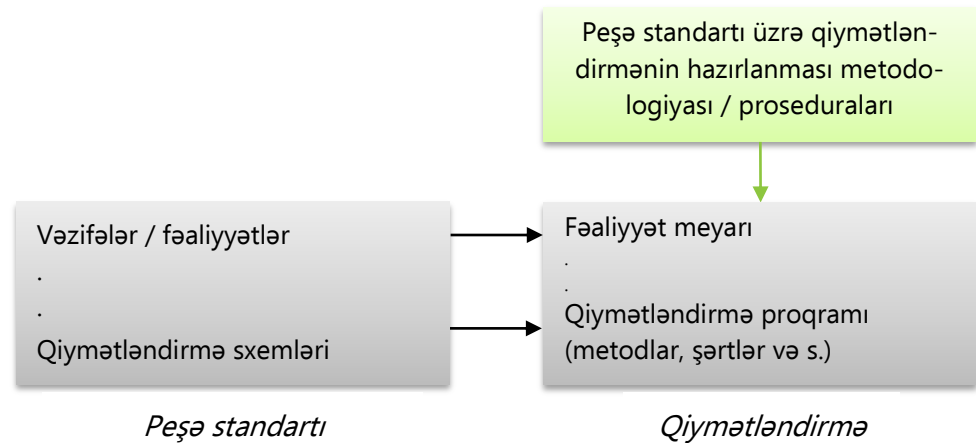 Peşə standartı üzrə qiymətlən-
dirmənin hazırlanması metodo-
logiyası / proseduraları
Vəzifələr / fəaliyyətlər
.
.
Qiymətləndirmə sxemləri
Fəaliyyət meyarı
.
.
Qiymətləndirmə proqramı
(metodlar, şərtlər və s.)
Peşə standartı
Qiymətləndirmə